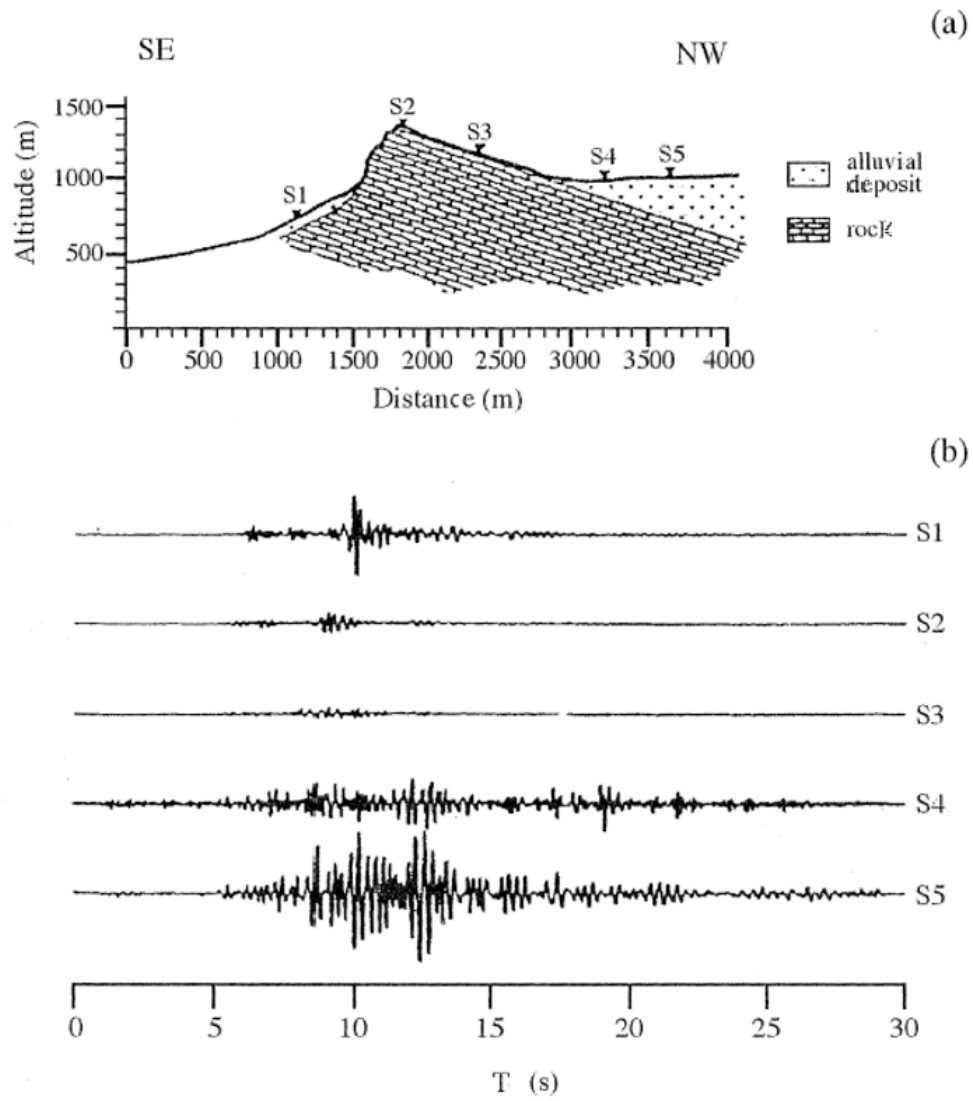 (a)
SE NW
1500
1000
500
Altitude (m)
S1
S2
S3
S4 S5
alluvial
deposit
rock
0 500 1000 1500 2000 2500 3000 3500 4000
Distance (m)
(b)
S1
S2
S3
S4
S5
0 5 10 15 20 25 30
T (s)